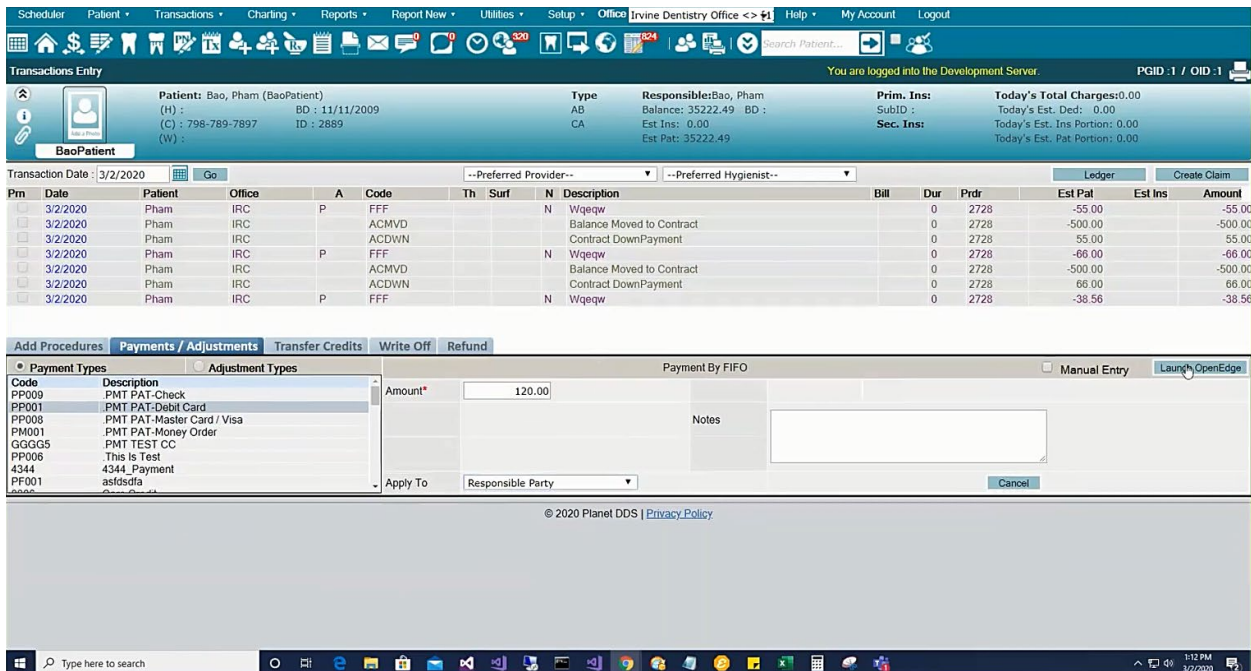 Scheduler Patient Transactions Charting Reports Report New Utilities Setup Office Irvine Dentistry Office <> Help My Account Logout
0 0 320 824 Search Patient...
Transactions Entry You are logged into the Development Server. PGID :1 / OID :1
Patient: Bao, Pham (BaoPatient) Type Responsible:Bao, Pham Prim. Ins: Today's Total Charges:0.00
(H) : BD : 11/11/2009 AB Balance: 35222.49 BD : SubID : Today's Est. Ded: 0.00
(C) : 798-789-7897 ID : 2889 CA Est Ins: 0.00 Sec. Ins: Today's Est. Ins Portion: 0.00
(W) : Est Pat: 35222.49 Today's Est. Pat Portion: 0.00
Add a Photo
BaoPatient
Transaction Date : 3/2/2020 Go --Preferred Provider-- --Preferred Hygienist-- Ledger Create Claim
Prn Date Patient Office A Code Th Surf N Description Bill Dur Prdr Est Pat Est Ins Amount
3/2/2020 Pham IRC P FFF N Wqeqw 0 2728 -55.00 -55.00
3/2/2020 Pham IRC ACMVD Balance Moved to Contract 0 2728 -500.00 -500.00
3/2/2020 Pham IRC ACDWN Contract DownPayment 0 2728 55.00 55.00
3/2/2020 Pham IRC P FFF N Wqeqw 0 2728 -66.00 -66.00
3/2/2020 Pham IRC ACMVD Balance Moved to Contract 0 2728 -500.00 -500.00
3/2/2020 Pham IRC ACDWN Contract DownPayment 0 2728 66.00 66.00
3/2/2020 Pham IRC P FFF N Wqeqw 0 2728 -38.56 -38.56
Add Procedures Payments / Adjustments Transfer Credits Write Off Refund
Payment Types Adjustment Types Payment By FIFO Manual Entry Launch OpenEdge
Code Description
PP009 .PMT PAT-Check
PP001 .PMT PAT-Debit Card
PP008 .PMT PAT-Master Card / Visa
PM001 .PMT PAT-Money Order
GGGG5 .PMT TEST CC
PP006 .This Is Test
4344 4344_Payment
PF001 asfdsdfa
Amount* 120.00
Notes
Apply To Responsible Party Cancel
© 2020 Planet DDS | Privacy Policy
Type here to search 1:12 PM
3/2/2020